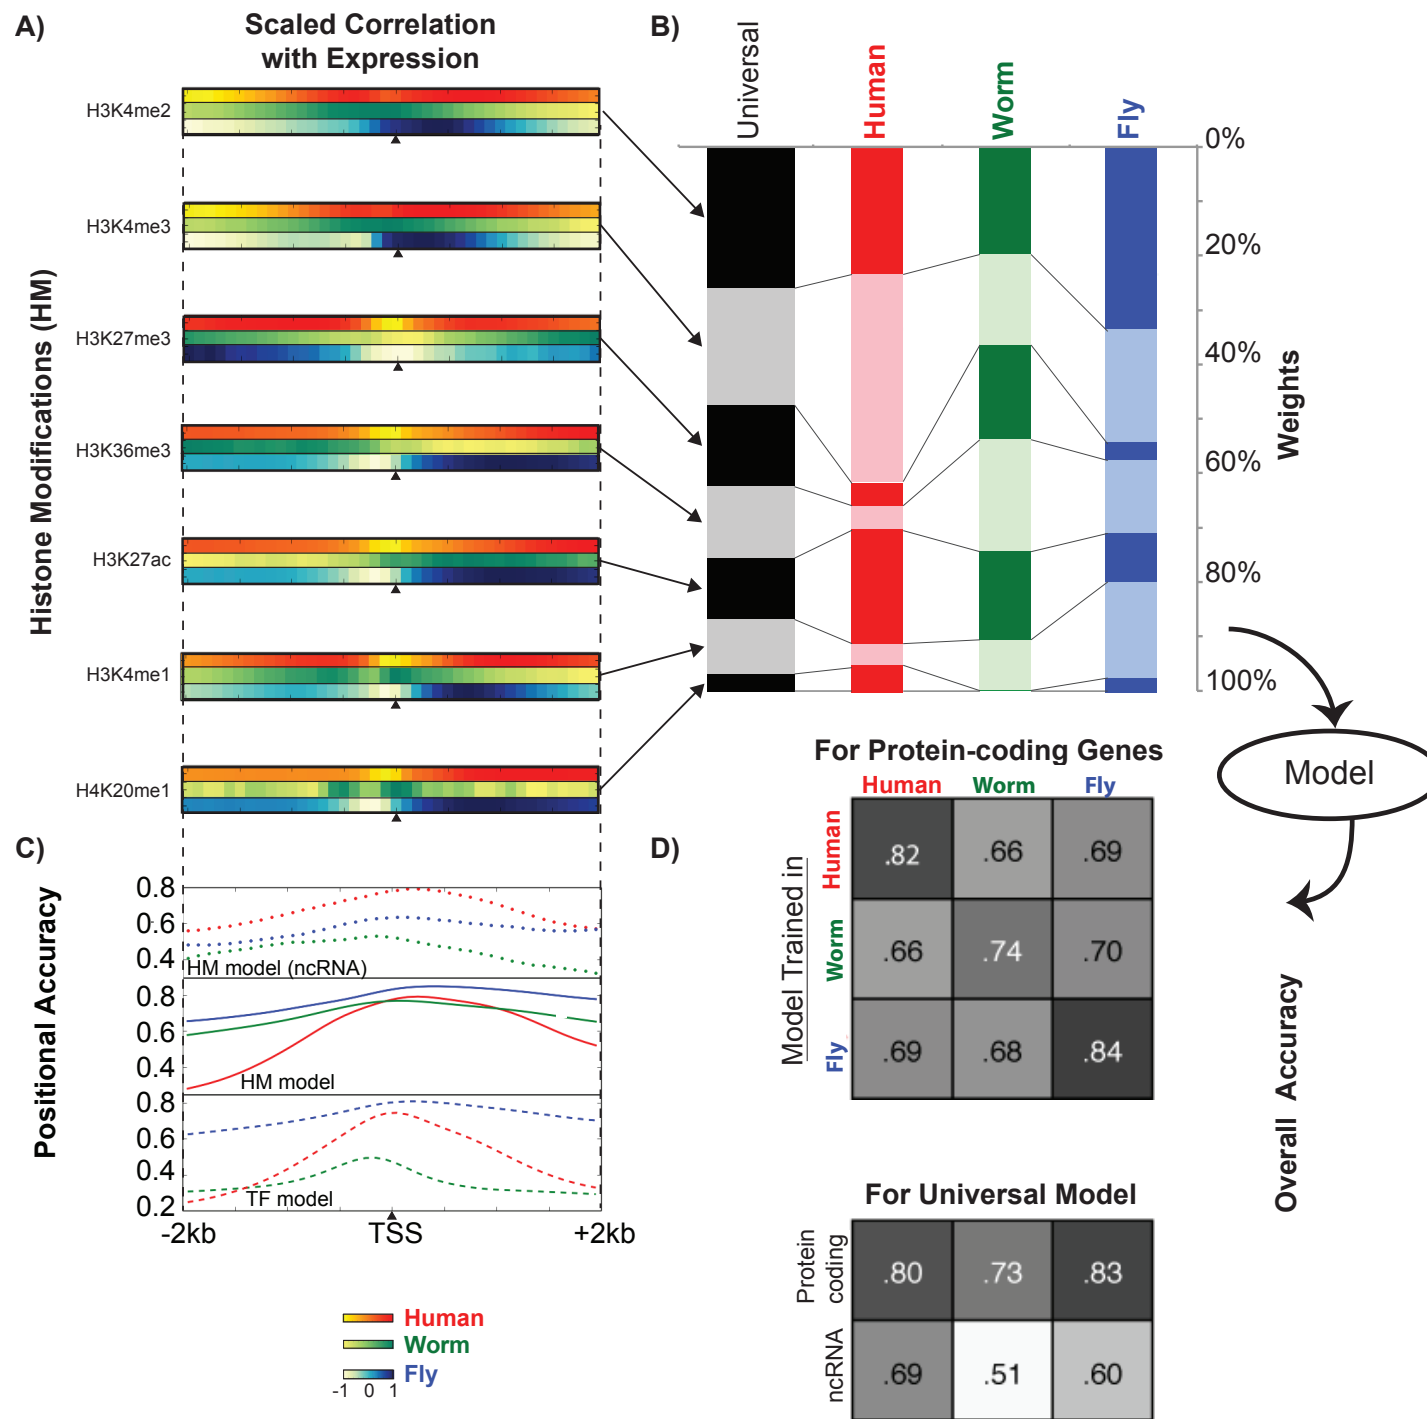 A)
Scaled Correlation
with Expression
Histone Modifications (HM)
H3K4me2
H3K4me3
H3K27me3
H3K36me3
H3K27ac
H3K4me1
H4K20me1
B)
Universal
Human
Worm
Fly
0%
20%
40%
60%
80%
100%
Weights
Model
Overall Accuracy
C)
Positional Accuracy
0.8
0.6
0.4
HM model (ncRNA)
0.8
0.6
0.4
HM model
0.8
0.6
0.4
0.2
TF model
-2kb
TSS
+2kb
Human
Worm
Fly
-1 0 1
D)
For Protein-coding Genes
Human Worm Fly
Model Trained in
Human
Worm
Fly
.82 .66 .69
.66 .74 .70
.69 .68 .84
For Universal Model
Protein
coding
.80 .73 .83
ncRNA
.69 .51 .60